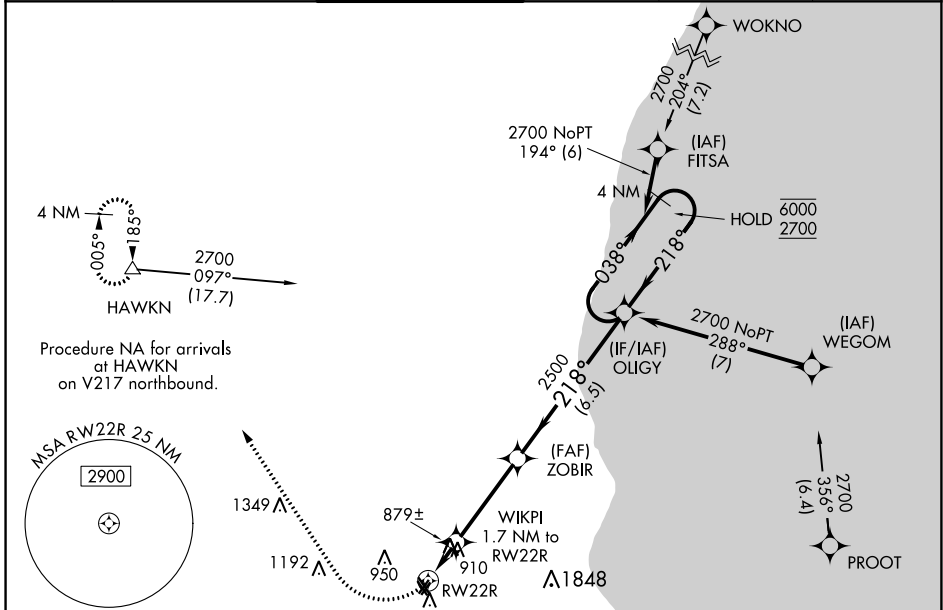 WOKNO
2700
204°
(7.2)
2700 NoPT
194° (6)
(IAF)
FITSA
4 NM
HOLD
6000
2700
038°
218°
4 NM
005°
185°
2700
097°
(17.7)
HAWKN
Procedure NA for arrivals
at HAWKN
on V217 northbound.
2700 NoPT
288°
(7)
(IAF)
WEGOM
(IF/IAF)
OLIGY
2500
218°
(6.5)
(FAF)
ZOBIR
MSA RW22R 25 NM
2900
2700
356°
(6.4)
PROOT
1349
879±
WIKPI
1.7 NM to
RW22R
1192
950
910
RW22R
1848